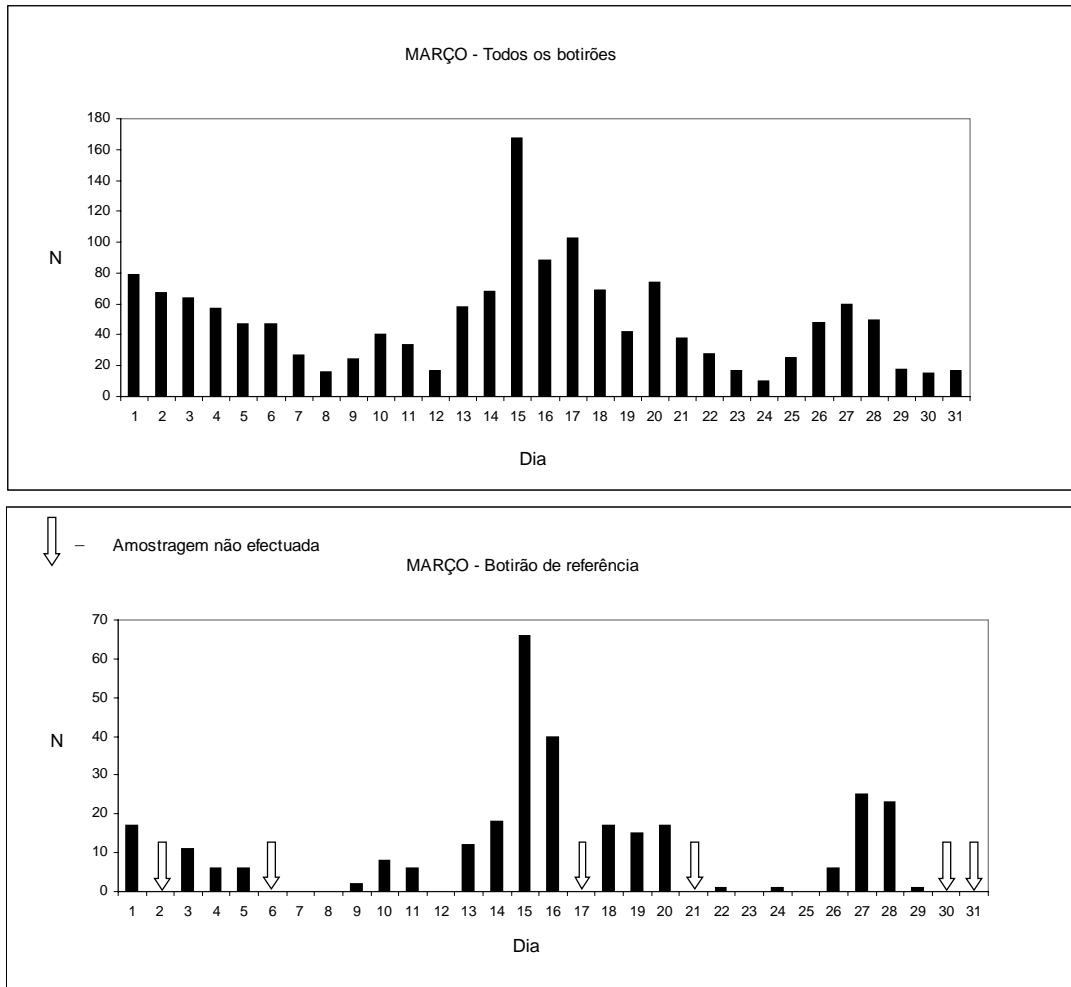 MARÇO - Todos os botirões
180
160
140
120
100
80
60
40
20
0
N
1 2 3 4 5 6 7 8 9 10 11 12 13 14 15 16 17 18 19 20 21 22 23 24 25 26 27 28 29 30 31
Dia
– Amostragem não efectuada
MARÇO - Botirão de referência
70
60
50
40
30
20
10
0
N
1 2 3 4 5 6 7 8 9 10 11 12 13 14 15 16 17 18 19 20 21 22 23 24 25 26 27 28 29 30 31
Dia